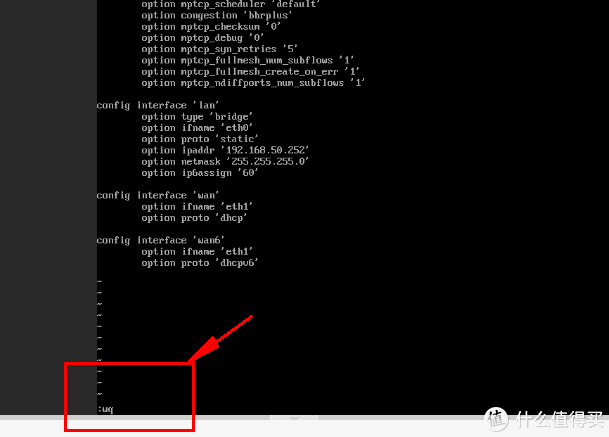 option mptcp_scheduler 'default'
option congestion 'bbrplus'
option mptcp_checksum '0'
option mptcp_debug '0'
option mptcp_syn_retries '5'
option mptcp_fullmesh_num_subflows '1'
option mptcp_fullmesh_create_on_err '1'
option mptcp_ndiffports_num_subflows '1'
config interface 'lan'
option type 'bridge'
option ifname 'eth0'
option proto 'static'
option ipaddr '192.168.50.252'
option netmask '255.255.255.0'
option ip6assign '60'
config interface 'wan'
option ifname 'eth1'
option proto 'dhcp'
config interface 'wan6'
option ifname 'eth1'
option proto 'dhcpv6'
~
~
~
~
~
~
~
~
~
~
~
:wq
值 什么值得买